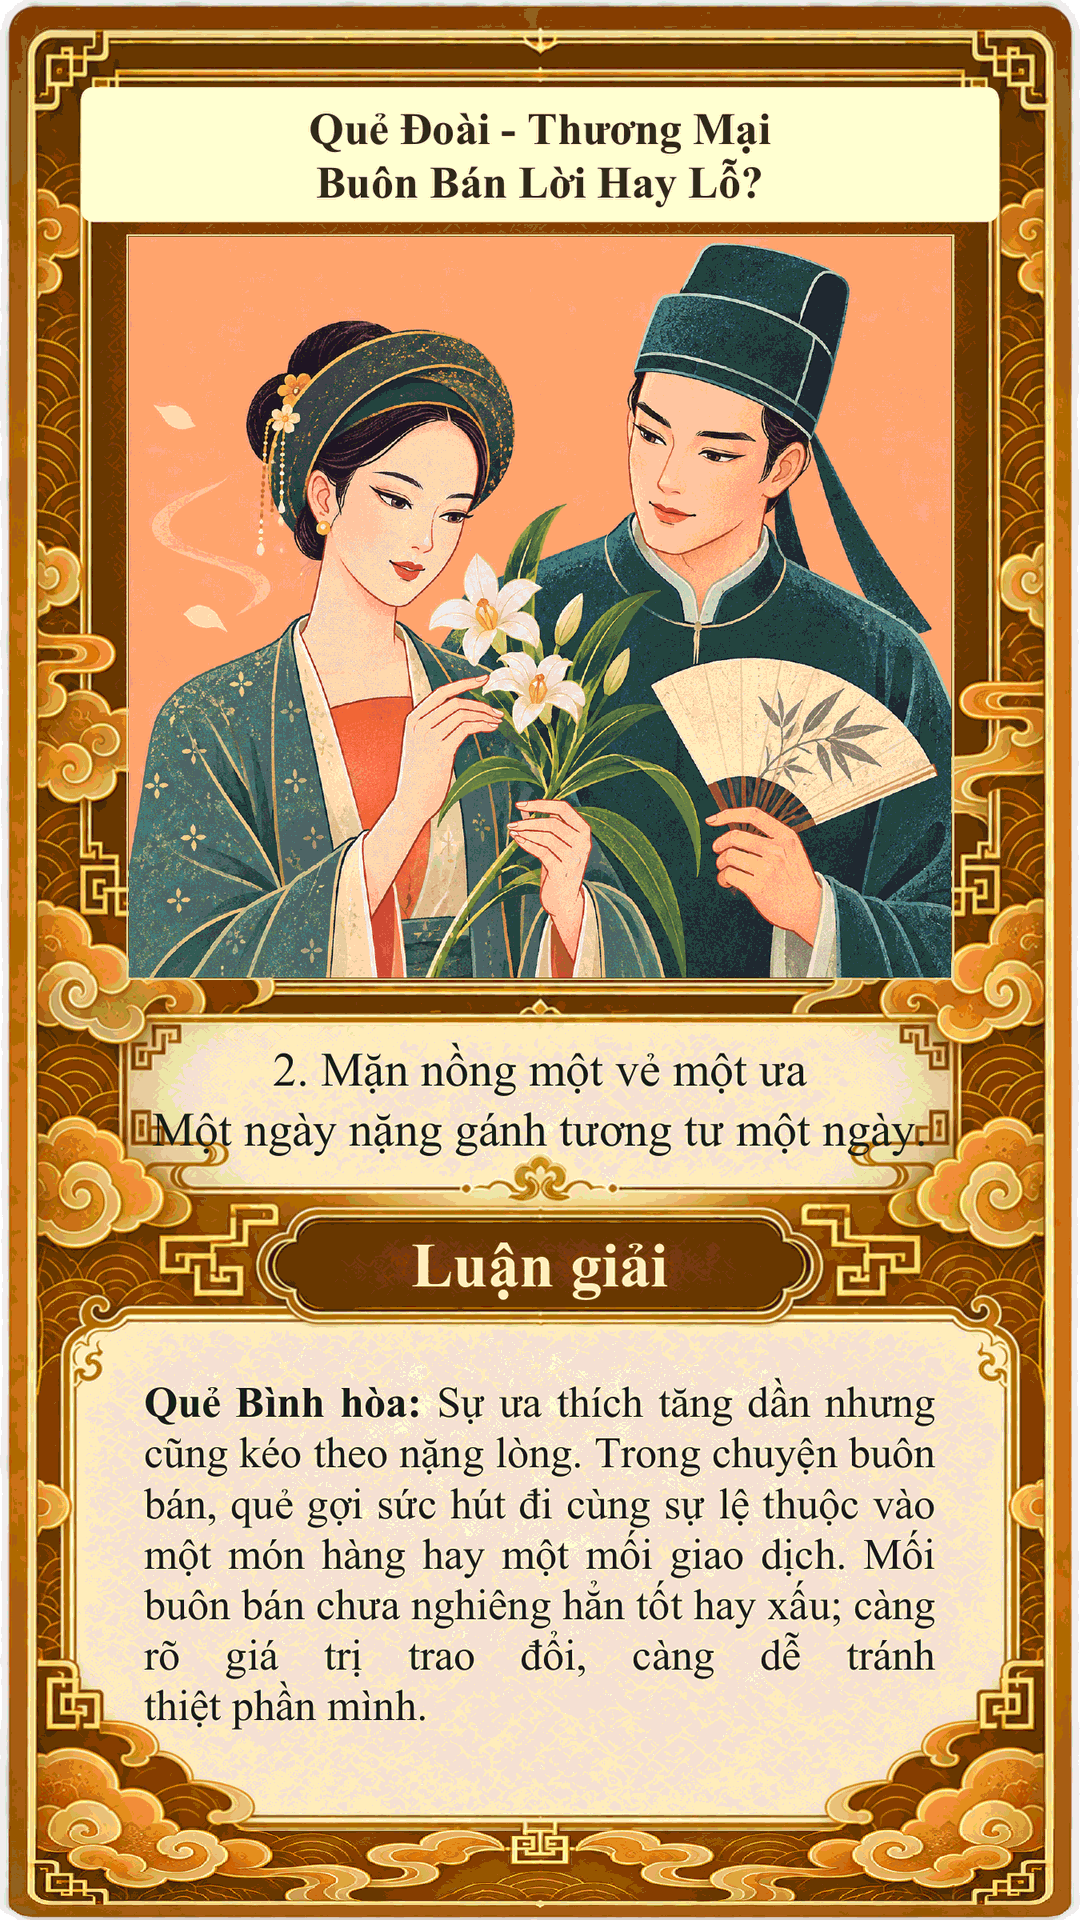 Quẻ Đoài - Thương Mại
Buôn Bán Lời Hay Lỗ?
2. Mặn nồng một vẻ một ưa
Một ngày nặng gánh tương tư một ngày.
Luận giải
Quẻ Bình hòa: Sự ưa thích tăng dần nhưng
cũng kéo theo nặng lòng. Trong chuyện buôn
bán, quẻ gợi sức hút đi cùng sự lệ thuộc vào
một món hàng hay một mối giao dịch. Mối
buôn bán chưa nghiêng hẳn tốt hay xấu; càng
rõ giá trị trao đổi, càng dễ tránh
thiệt phần mình.